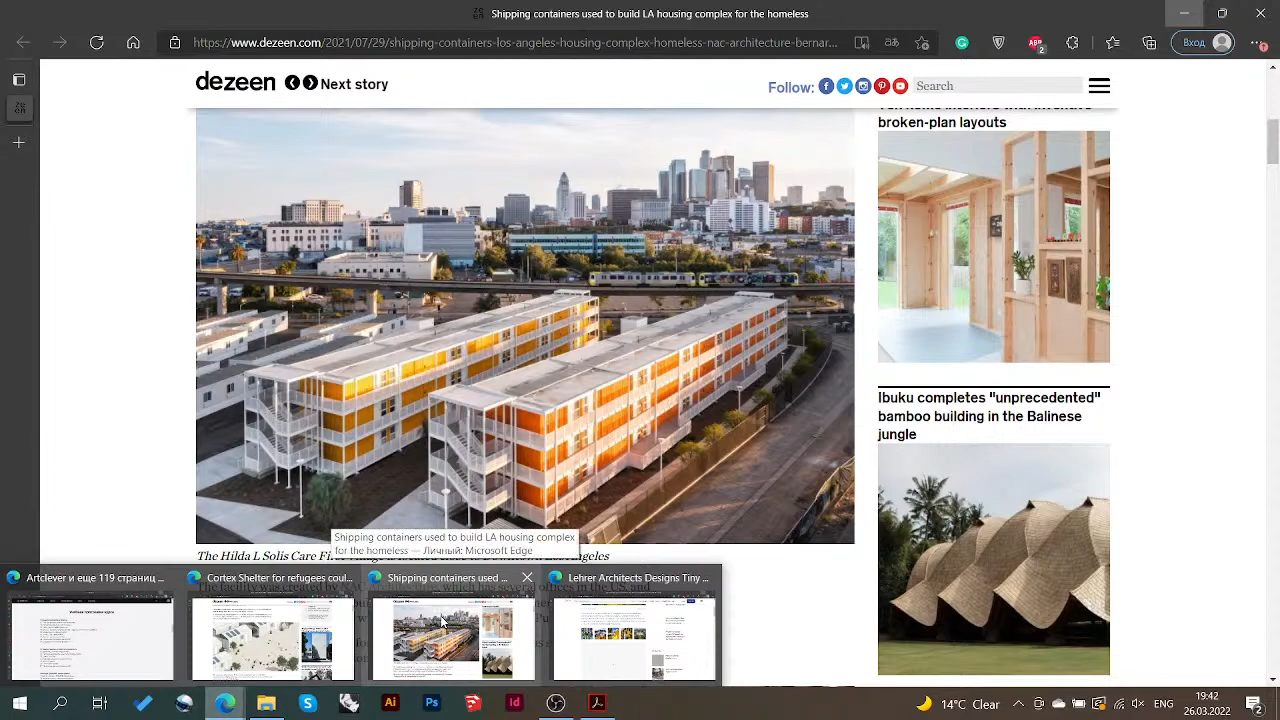 Shipping containers used to build LA housing complex for the homeless
https://www.dezeen.com/2021/07/29/shipping-containers-los-angeles-housing-complex-homeless-nac-architecture-bernar...
Вход
dezeen
Next story
Follow:
Search
broken-plan layouts
Ibuku completes "unprecedented"
bamboo building in the Balinese
jungle
Shipping containers used to build LA housing complex
for the homeless — Личный: Microsoft Edge
The Hilda L Solis Care Fi
Artclever и еще 119 страниц ...
Cortex Shelter for refugees coul...
Shipping containers used ...
Lehrer Architects Designs Tiny ...
14°C Clear
ENG
19:42
26.03.2022